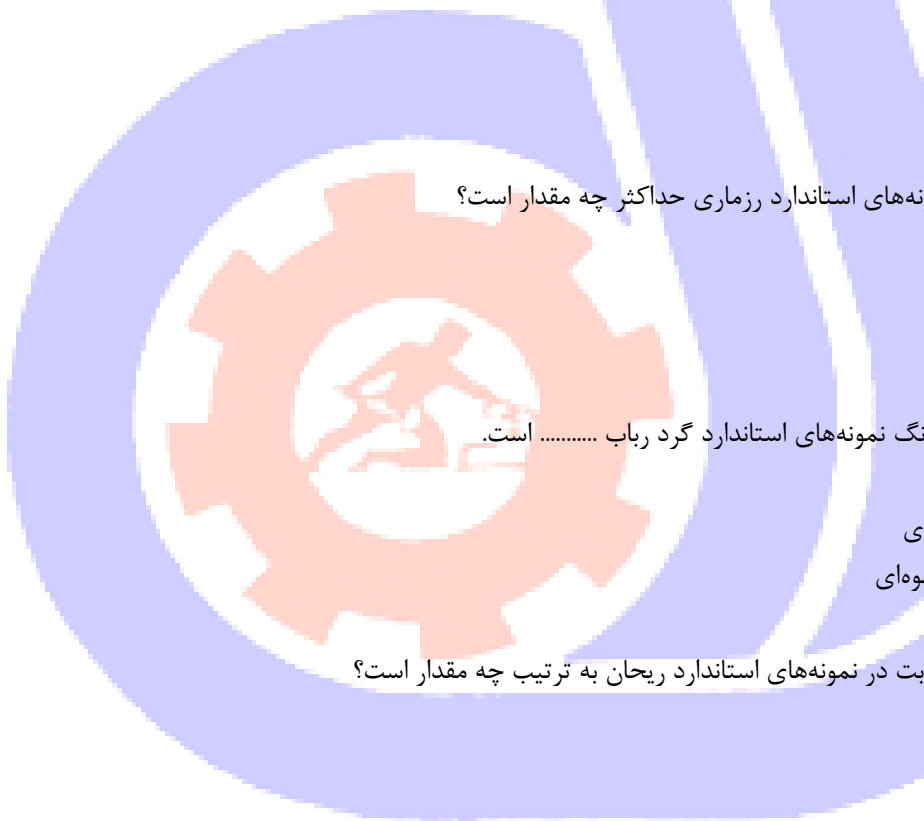 نه‌های استاندارد رزماری حداکثر چه مقدار است؟
نگ نمونه‌های استاندارد گرد رباب ........... است.
ی
وه‌ای
بت در نمونه‌های استاندارد ریحان به ترتیب چه مقدار است؟